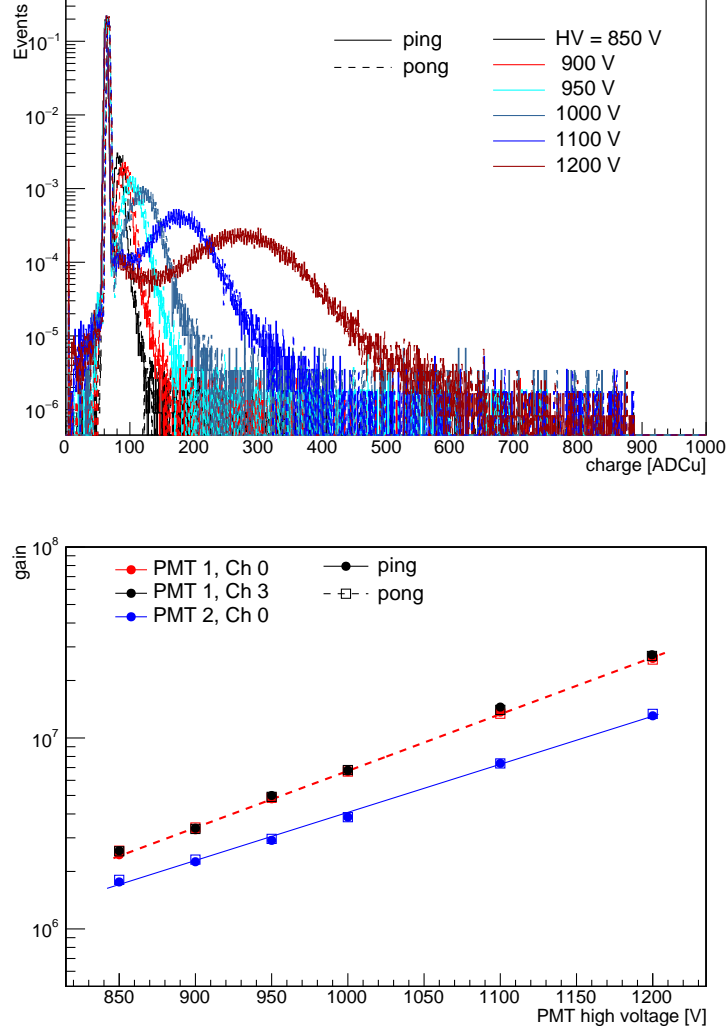 Events
10⁻¹
10⁻²
10⁻³
10⁻⁴
10⁻⁵
10⁻⁶
ping
pong
HV = 850 V
900 V
950 V
1000 V
1100 V
1200 V
0 100 200 300 400 500 600 700 800 900 1000
charge [ADCu]
gain
10⁸
10⁷
10⁶
PMT 1, Ch 0
PMT 1, Ch 3
PMT 2, Ch 0
ping
pong
850 900 950 1000 1050 1100 1150 1200
PMT high voltage [V]